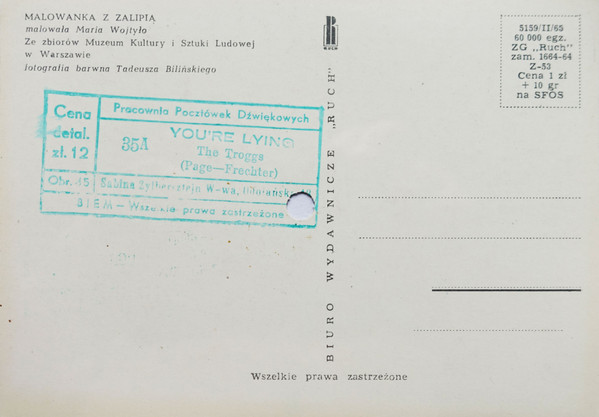 MALOWANKA Z ZALIPIA
malowała Maria Wojtyło
Ze zbiorów Muzeum Kultury i Sztuki Ludowej
w Warszawie
fotografia barwna Tadeusza Bilińskiego
RUCH
5159/II/65
60 000 egz.
ZG „Ruch"
zam. 1664-64
Z-53
Cena 1 zł
+ 10 gr
na SFOS
Cena
detal.
zł. 12
Pracownia Pocztówek Dźwiękowych
35A
YOU'RE LYING
The Troggs
(Page—Frechter)
Obr. 45
Sabina Zylbersztejn W-wa,
BIEM—Wszelkie prawa zastrzeżone
BIURO WYDAWNICZE „RUCH"
Wszelkie prawa zastrzeżone